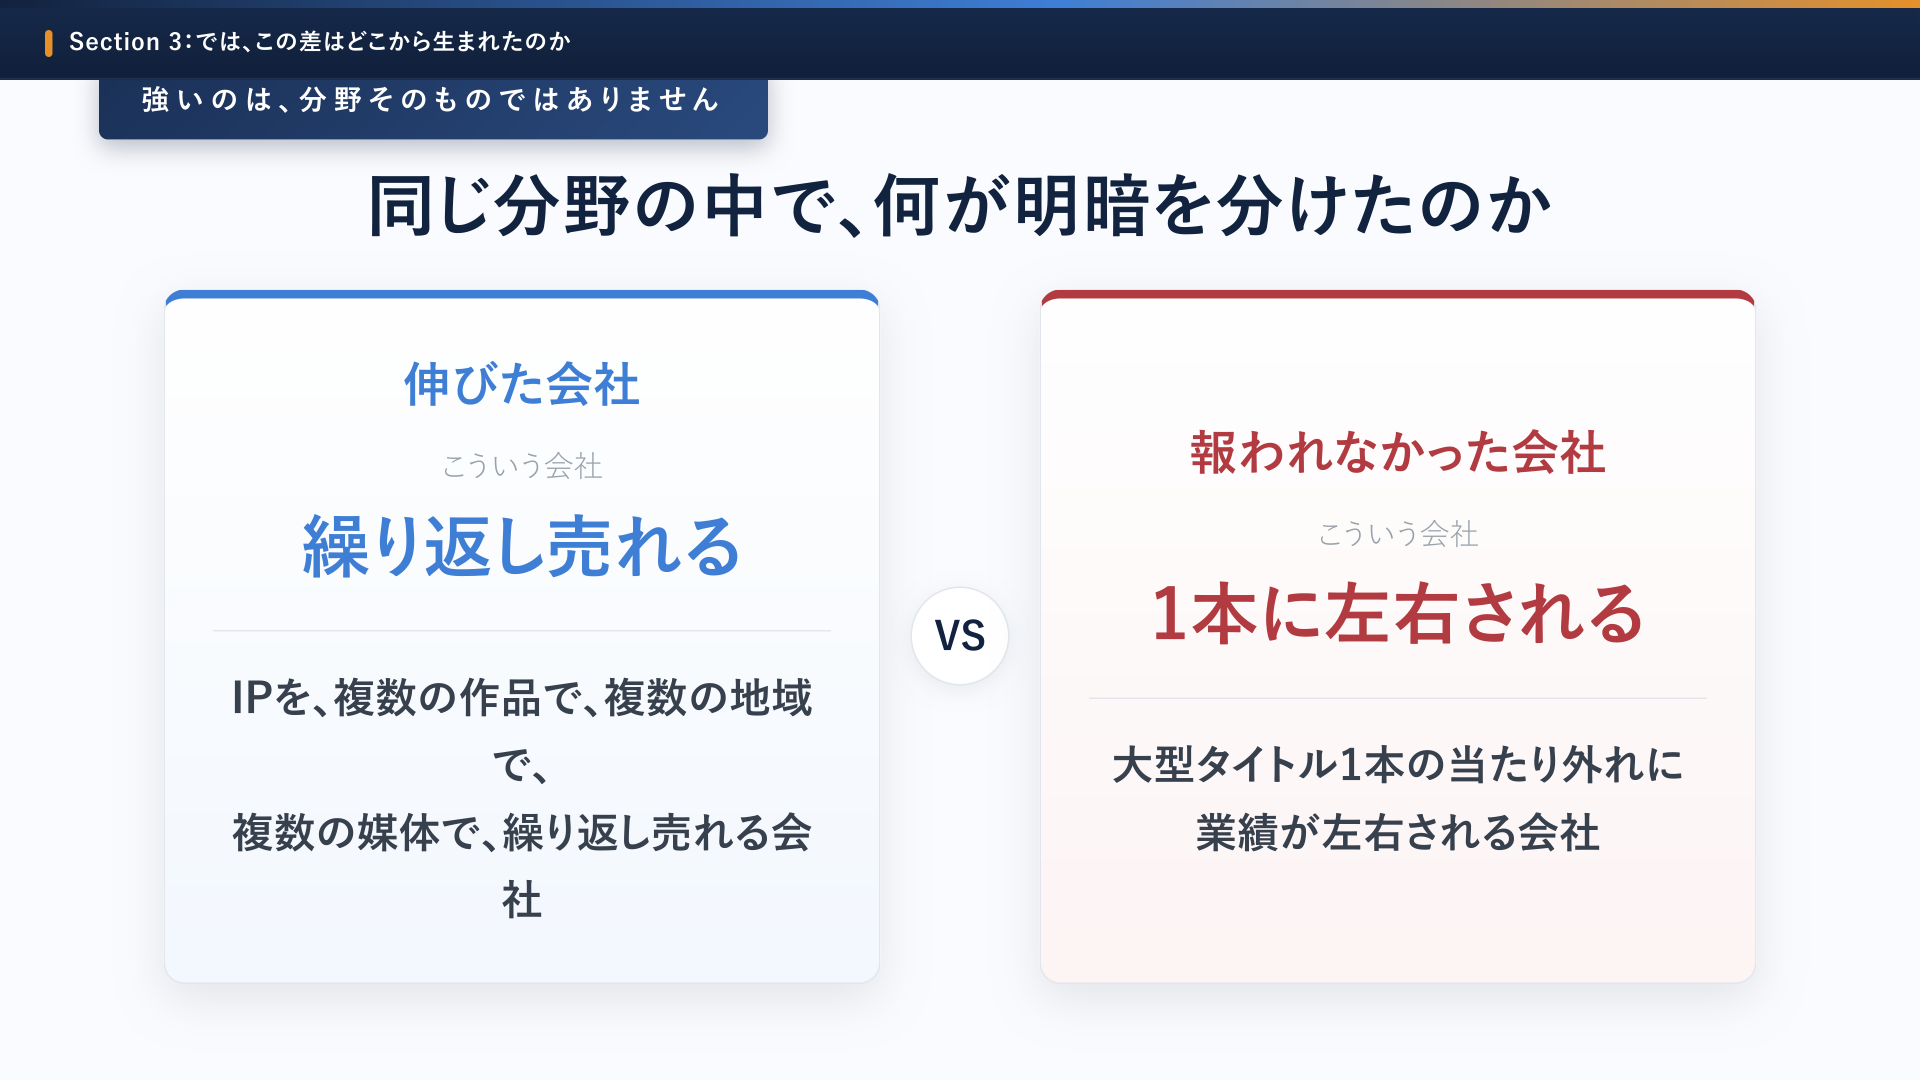 Section 3：では、この差はどこから生まれたのか
強いのは、分野そのものではありません
同じ分野の中で、何が明暗を分けたのか
伸びた会社
こういう会社
繰り返し売れる
IPを、複数の作品で、複数の地域
で、
複数の媒体で、繰り返し売れる会
社
VS
報われなかった会社
こういう会社
1本に左右される
大型タイトル1本の当たり外れに
業績が左右される会社